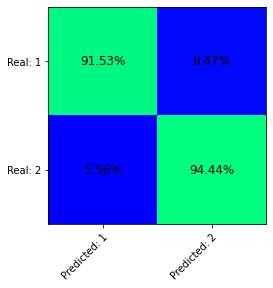 Real: 1 91.53% 8.47%
Real: 2 5.56% 94.44%
Predicted: 1 Predicted: 2